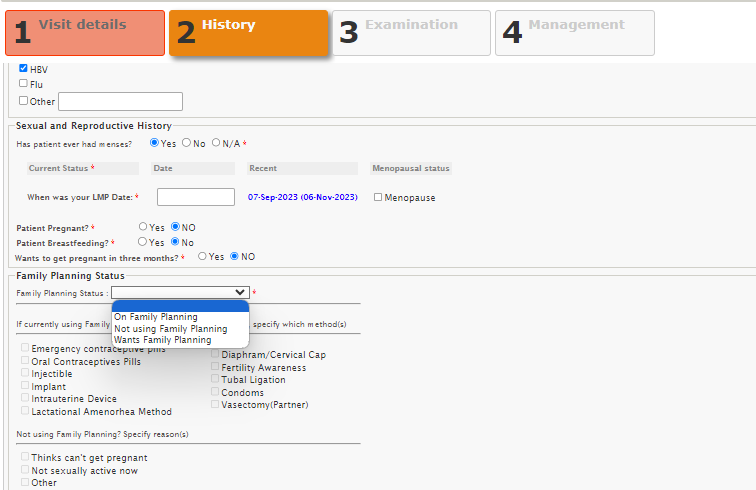 1 Visit details 2 History 3 Examination 4 Management
HBV
Flu
Other
Sexual and Reproductive History
Has patient ever had menses? Yes No N/A *
Current Status * Date Recent Menopausal status
When was your LMP Date: * 07-Sep-2023 (06-Nov-2023) Menopause
Patient Pregnant? * Yes NO
Patient Breastfeeding? * Yes No
Wants to get pregnant in three months? * Yes NO
Family Planning Status
Family Planning Status : *
On Family Planning
Not using Family Planning
Wants Family Planning
If currently using Family , specify which method(s)
Emergency contraceptive pills
Oral Contraceptives Pills
Injectible
Implant
Intrauterine Device
Lactational Amenorhea Method
Diaphram/Cervical Cap
Fertility Awareness
Tubal Ligation
Condoms
Vasectomy(Partner)
Not using Family Planning? Specify reason(s)
Thinks can't get pregnant
Not sexually active now
Other